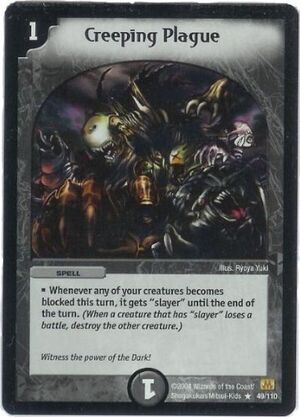 1 Creeping Plague
Illus. Ryoya Yuki
SPELL
■ Whenever any of your creatures becomes
blocked this turn, it gets "slayer" until the end of
the turn. (When a creature that has "slayer" loses a
battle, destroy the other creature.)
Witness the power of the Dark!
1
©2004 Wizards of the Coast/
Shogakukan/Mitsui-Kids ★ 49/110